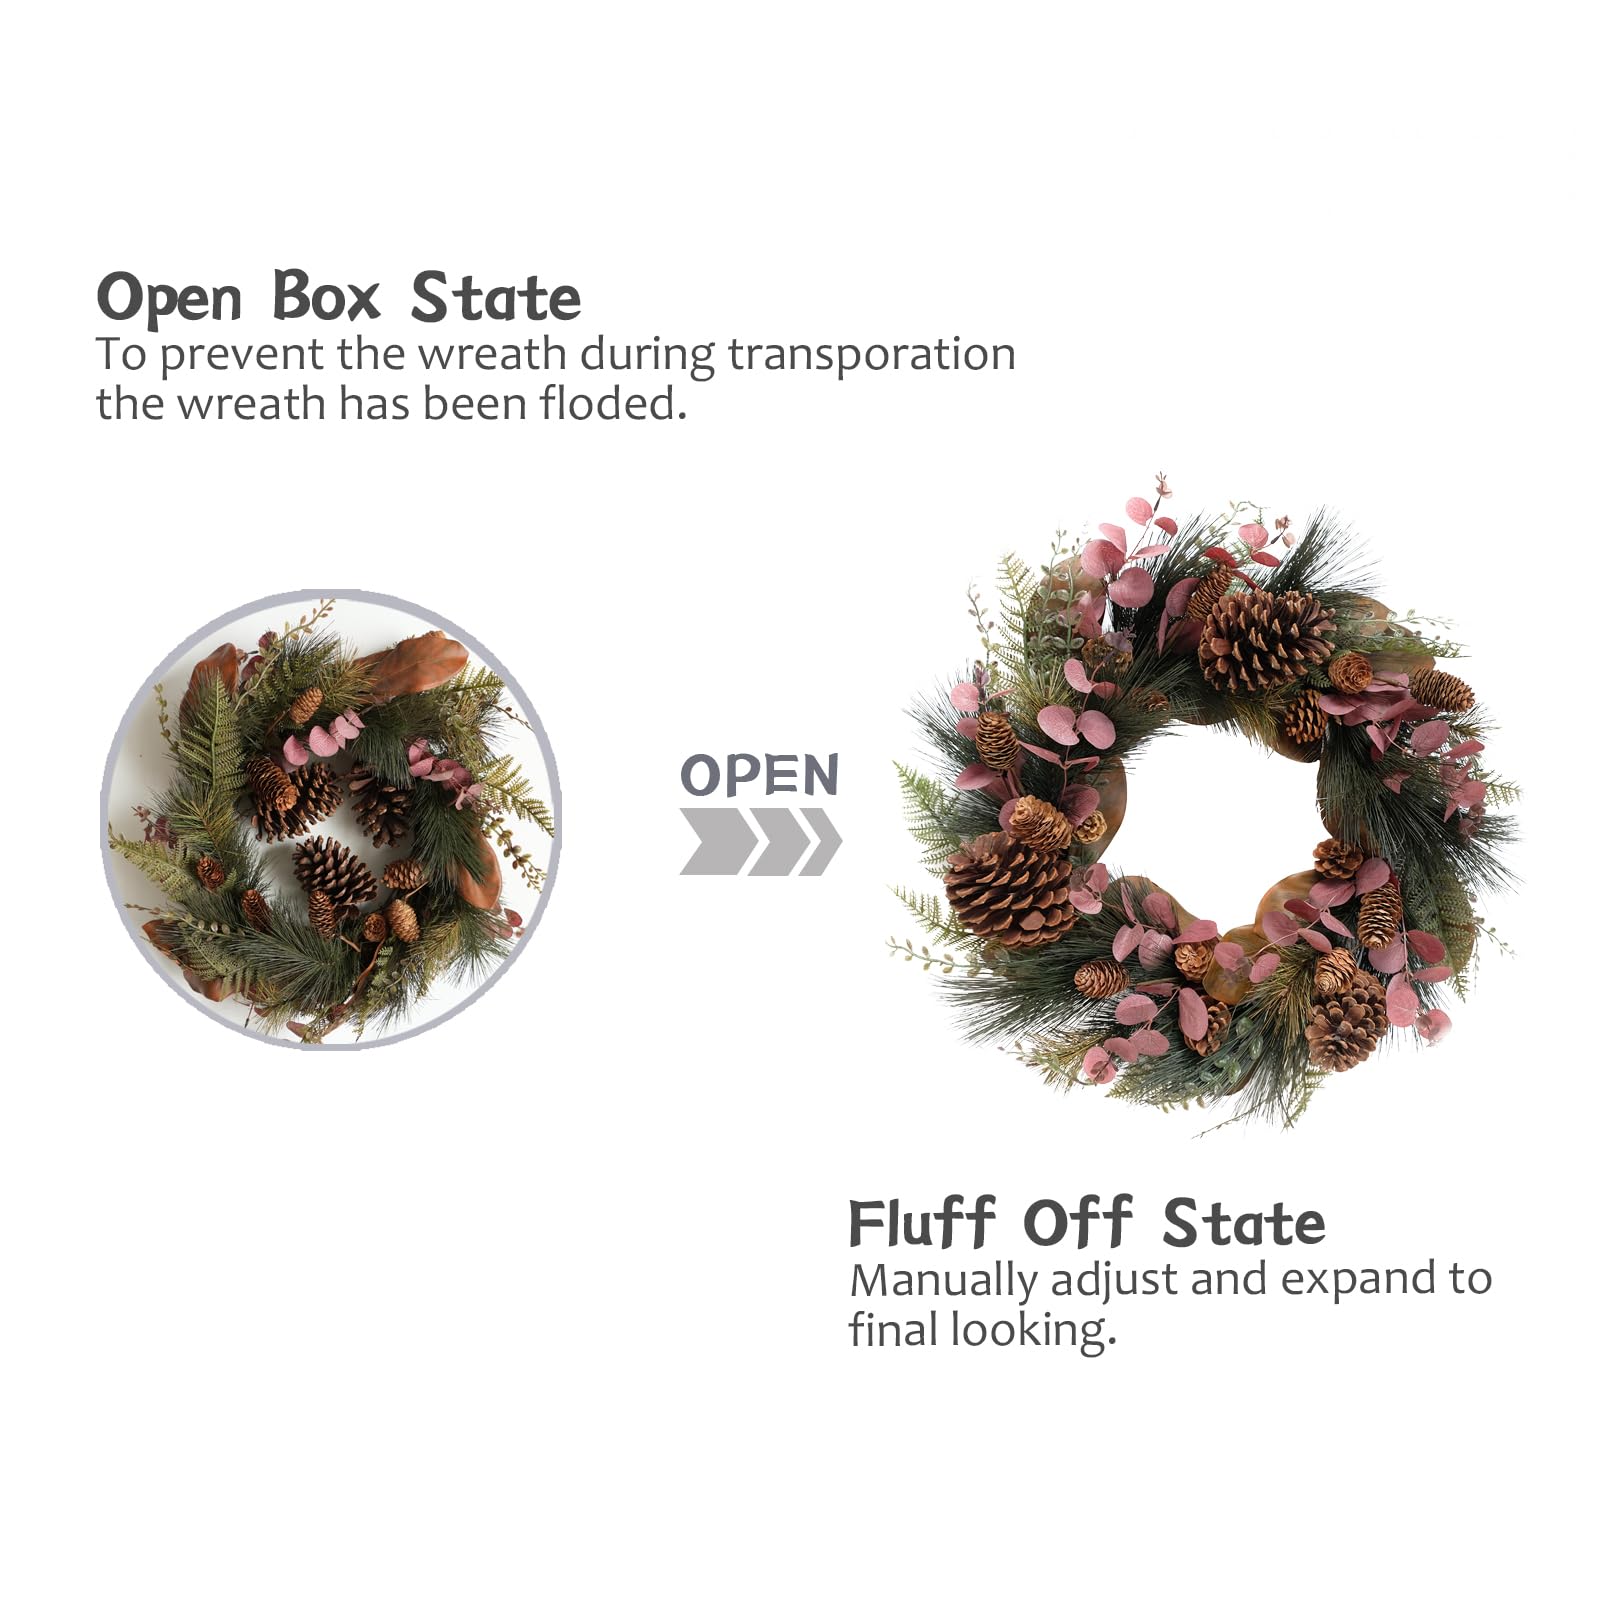 Open Box State
To prevent the wreath during transporation
the wreath has been floded.
OPEN
Fluff Off State
Manually adjust and expand to
final looking.